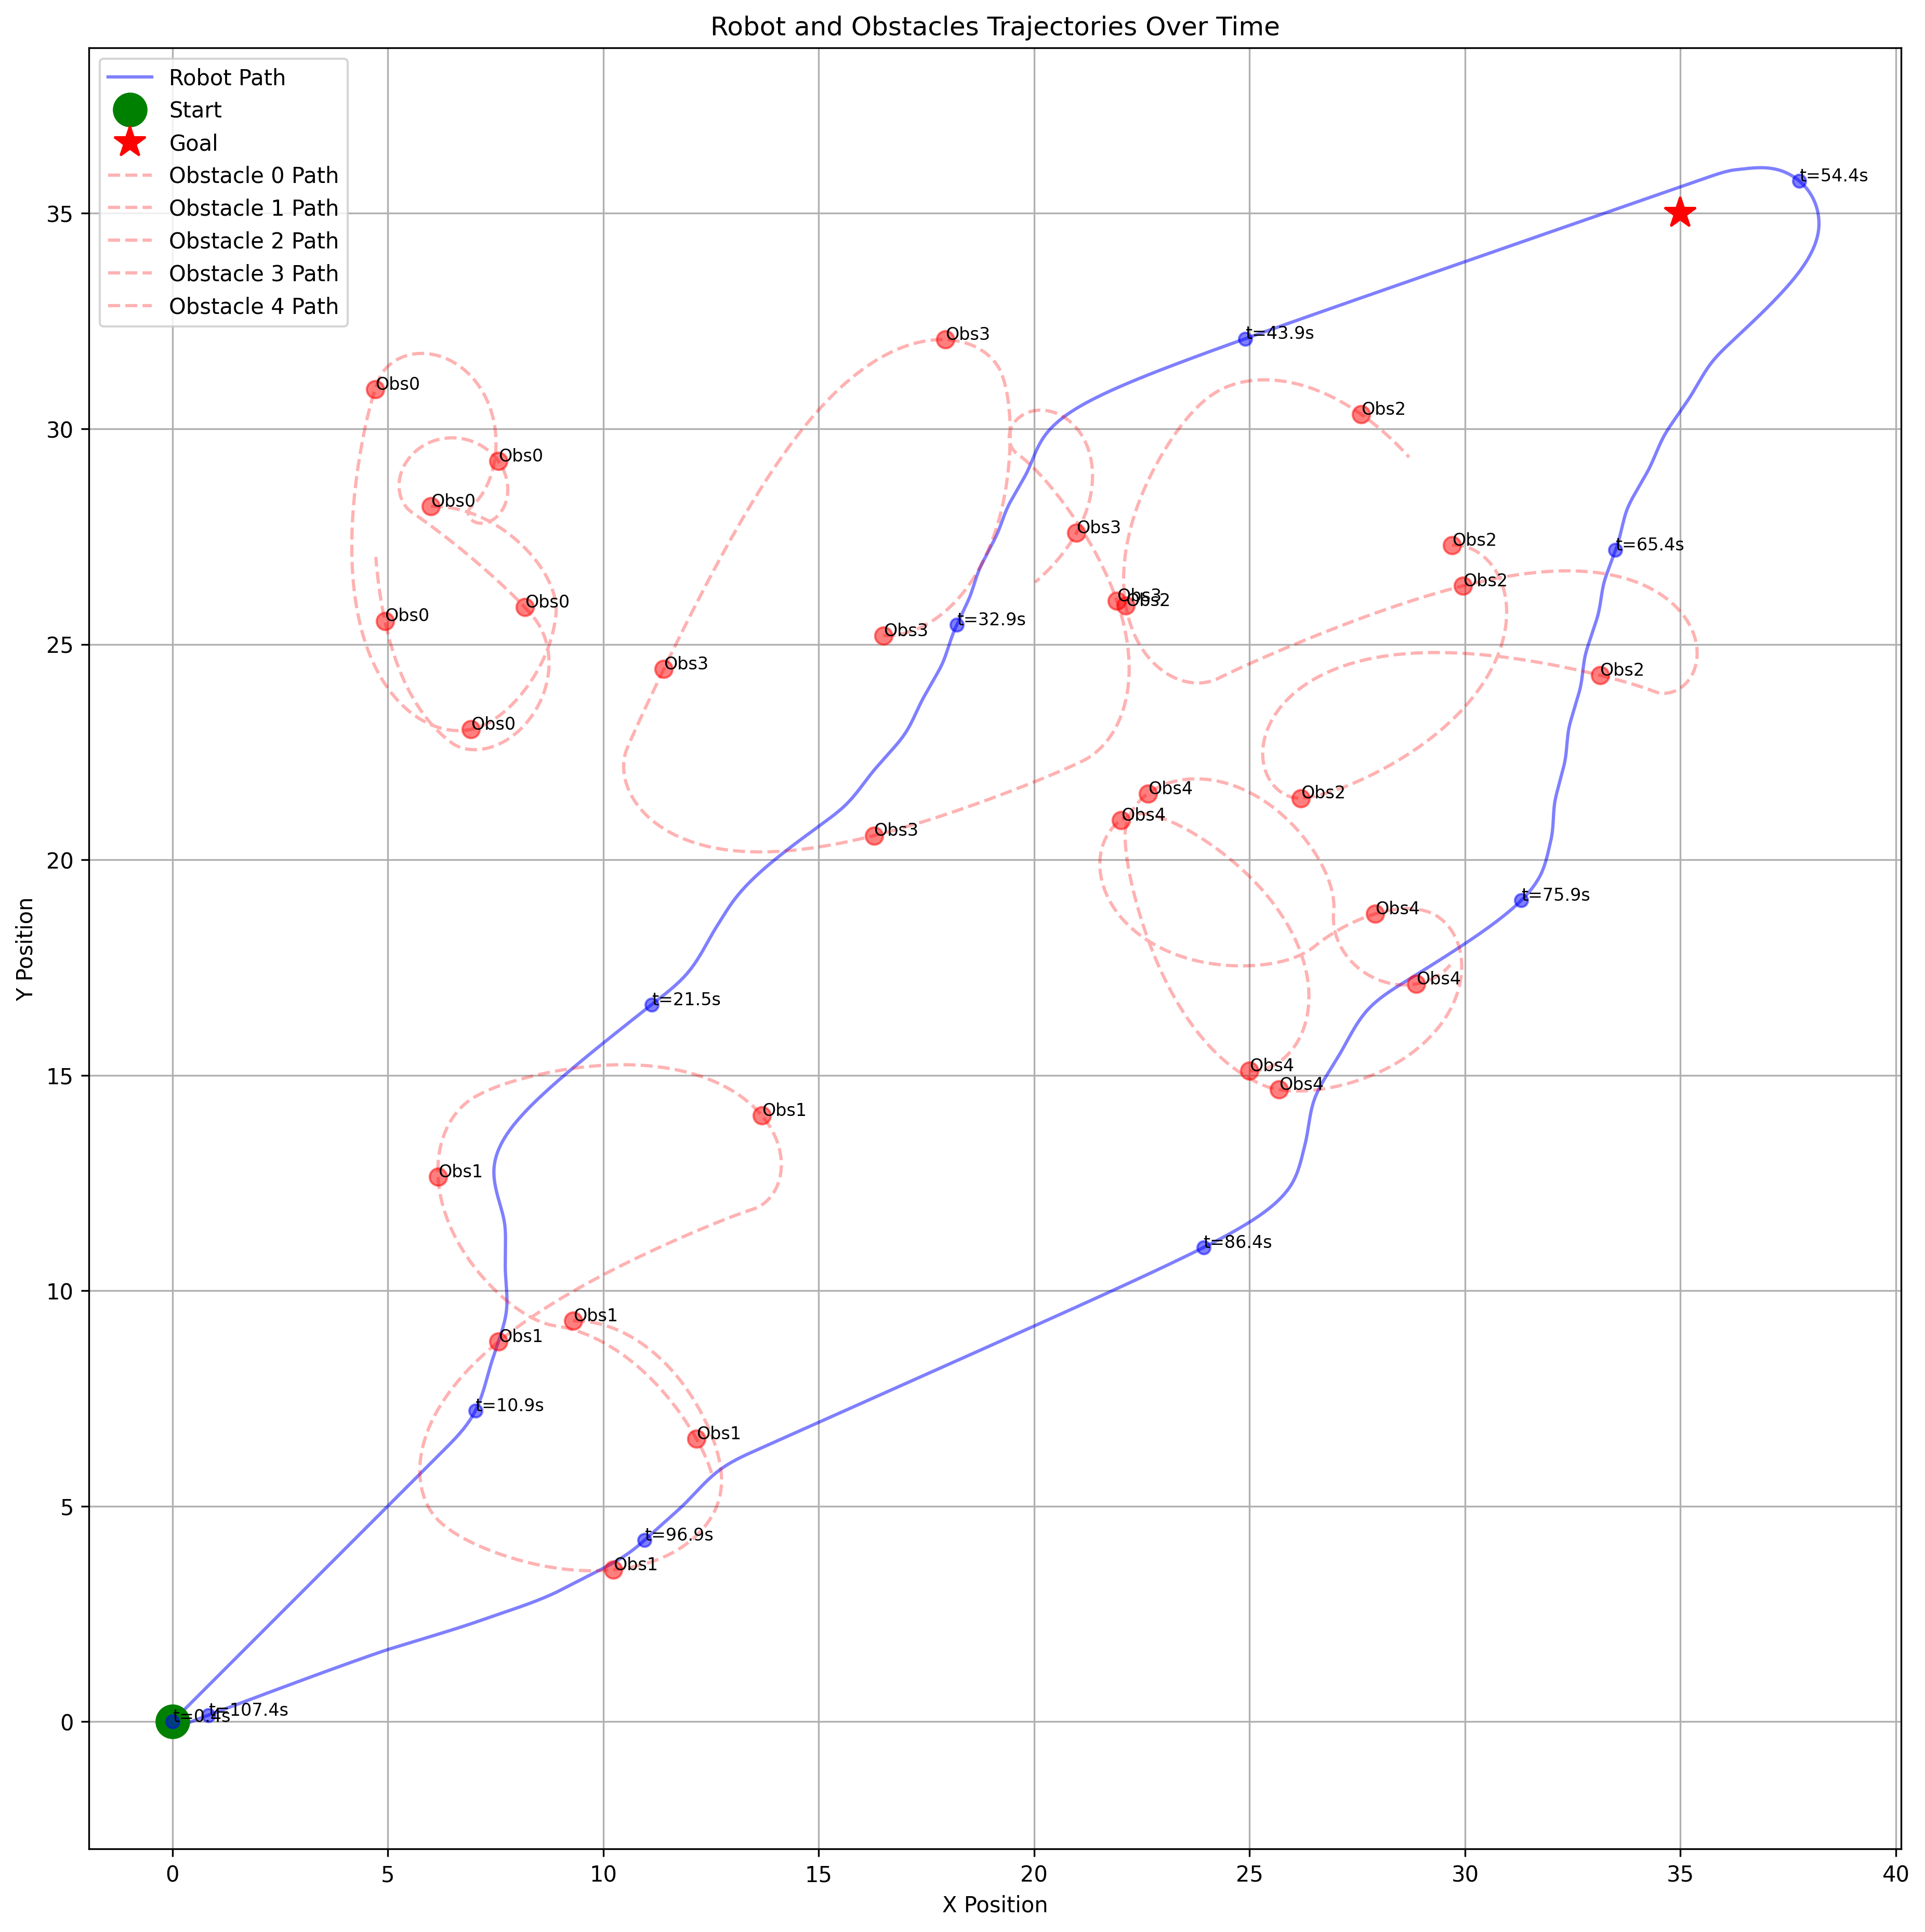 Robot and Obstacles Trajectories Over Time
Robot Path
Start
Goal
Obstacle 0 Path
Obstacle 1 Path
Obstacle 2 Path
Obstacle 3 Path
Obstacle 4 Path
t=54.4s
t=43.9s
Obs3
Obs0
Obs2
Obs0
Obs0
Obs3
Obs2
t=65.4s
Obs2
Obs3
Obs2
Obs0
Obs0
t=32.9s
Obs3
Obs3
Obs2
Obs0
Obs4
Obs2
Obs4
Obs3
t=75.9s
Obs4
Obs4
t=21.5s
Obs4
Obs4
Obs1
Obs1
t=86.4s
Obs1
Obs1
t=10.9s
Obs1
t=96.9s
Obs1
t=107.4s
t=0.4s
35
30
25
20
15
10
5
0
Y Position
0 5 10 15 20 25 30 35 40
X Position